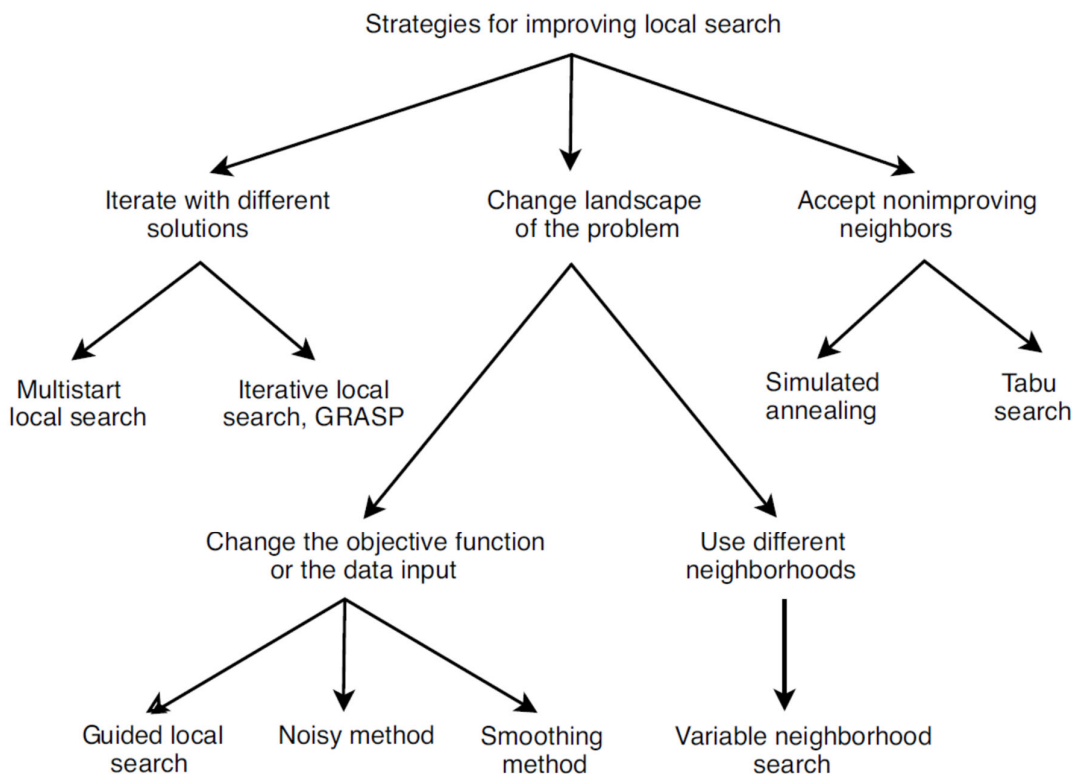 Strategies for improving local search
Iterate with different
solutions
Change landscape
of the problem
Accept nonimproving
neighbors
Multistart
local search
Iterative local
search, GRASP
Simulated
annealing
Tabu
search
Change the objective function
or the data input
Use different
neighborhoods
Guided local
search
Noisy method
Smoothing
method
Variable neighborhood
search